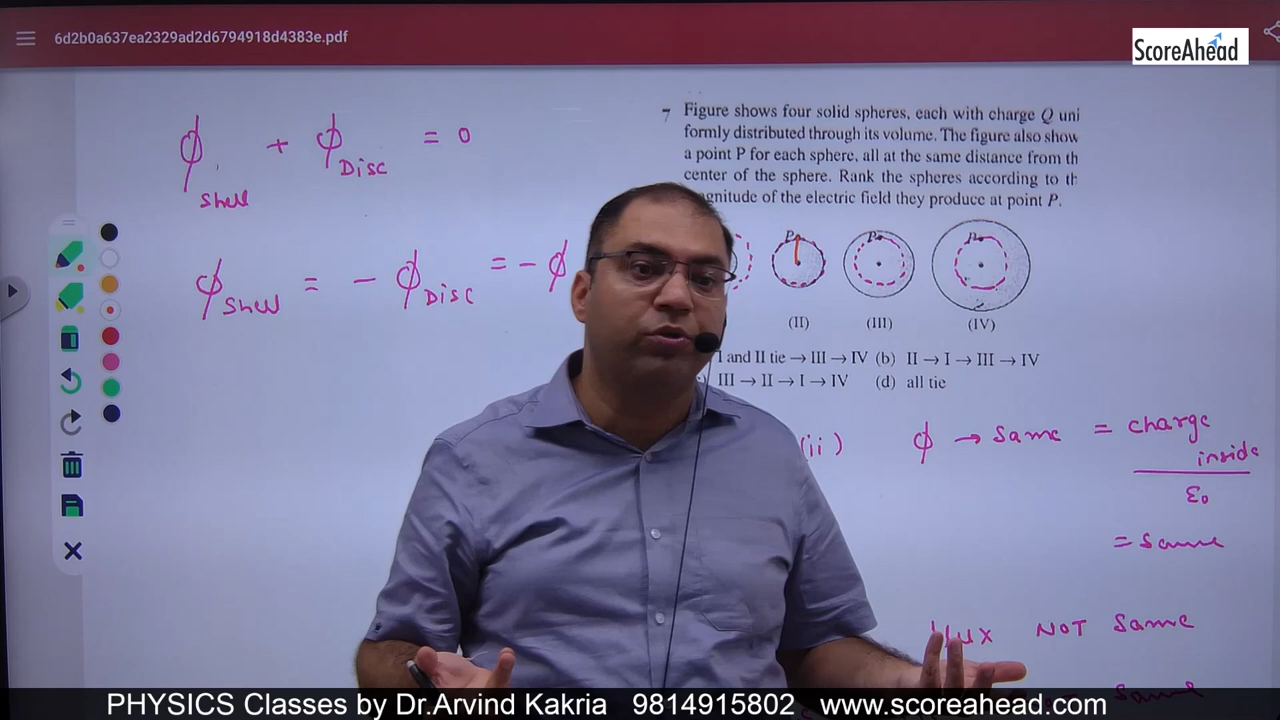 6d2b0a637ea2329ad2d6794918d4383e.pdf
ScoreAhead
ϕ shell + ϕ Disc = 0
ϕ shell = - ϕ Disc = - ϕ
7 Figure shows four solid spheres, each with charge Q uni
formly distributed through its volume. The figure also show
a point P for each sphere, all at the same distance from th
center of the sphere. Rank the spheres according to th
agnitude of the electric field they produce at point P.
P P P
(II) (III) (IV)
I and II tie → III → IV (b) II → I → III → IV
III → II → I → IV (d) all tie
(ii) ϕ → same = charge inside / ε0
= same
NOT same
same
PHYSICS Classes by Dr.Arvind Kakria 9814915802 www.scoreahead.com